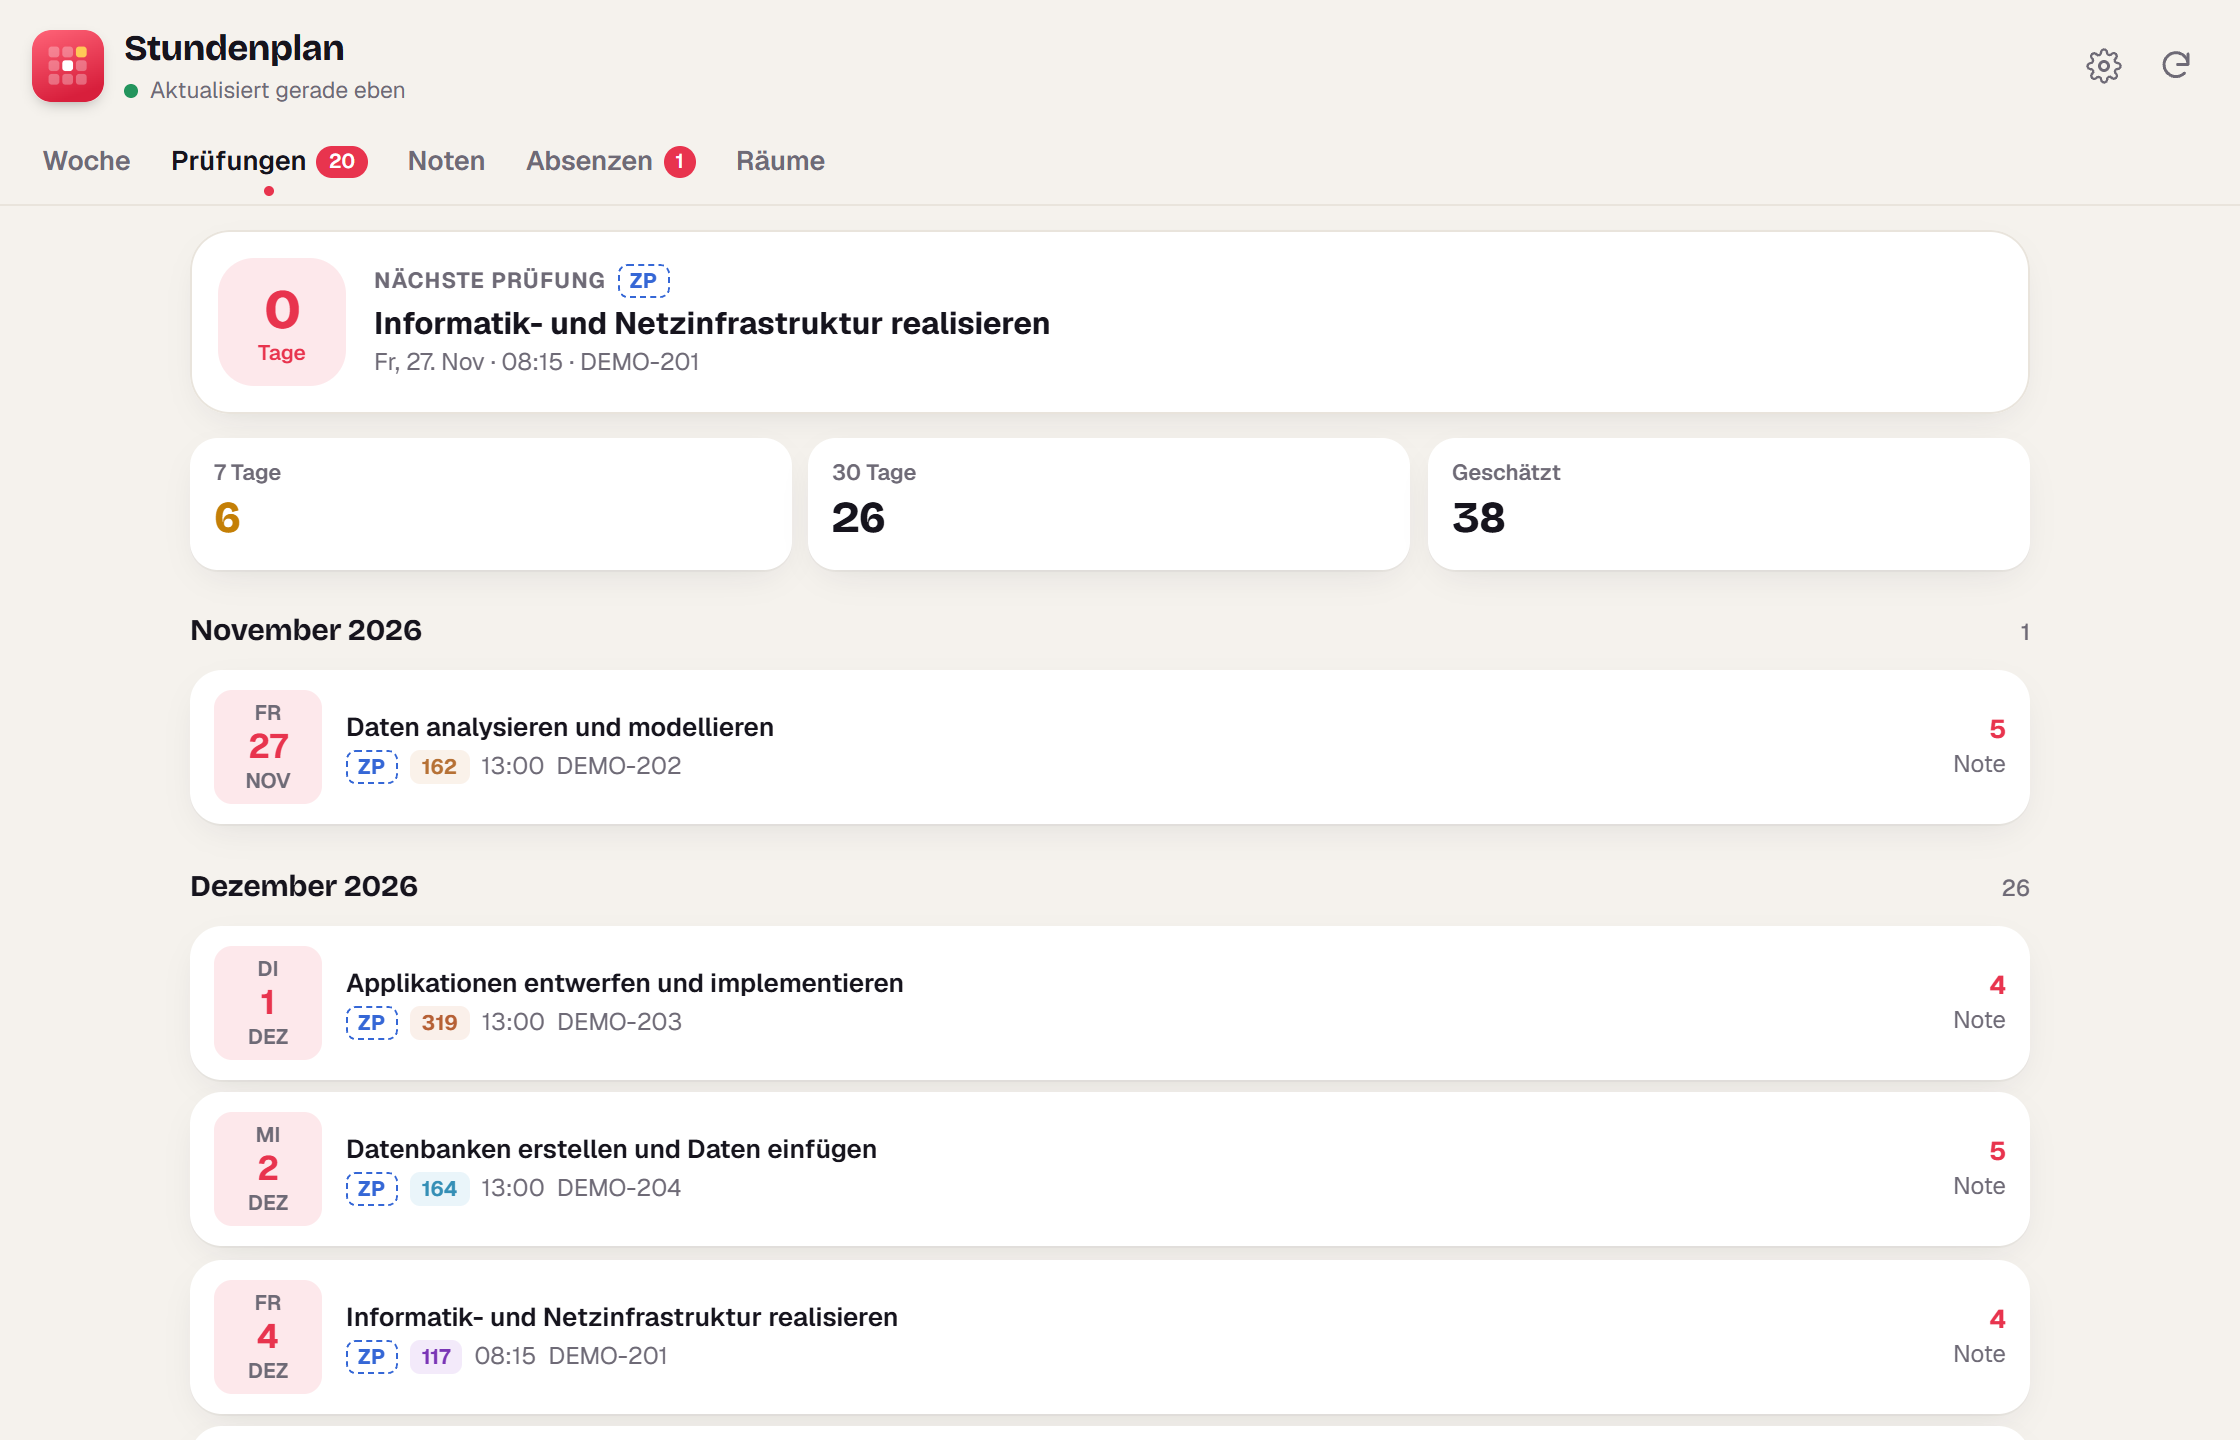 Stundenplan
Aktualisiert gerade eben
Woche Prüfungen 20 Noten Absenzen 1 Räume
0
Tage
NÄCHSTE PRÜFUNG ZP
Informatik- und Netzinfrastruktur realisieren
Fr, 27. Nov · 08:15 · DEMO-201
7 Tage
6
30 Tage
26
Geschätzt
38
November 2026 1
FR
27
NOV
Daten analysieren und modellieren
ZP 162 13:00 DEMO-202
5
Note
Dezember 2026 26
DI
1
DEZ
Applikationen entwerfen und implementieren
ZP 319 13:00 DEMO-203
4
Note
MI
2
DEZ
Datenbanken erstellen und Daten einfügen
ZP 164 13:00 DEMO-204
5
Note
FR
4
DEZ
Informatik- und Netzinfrastruktur realisieren
ZP 117 08:15 DEMO-201
4
Note